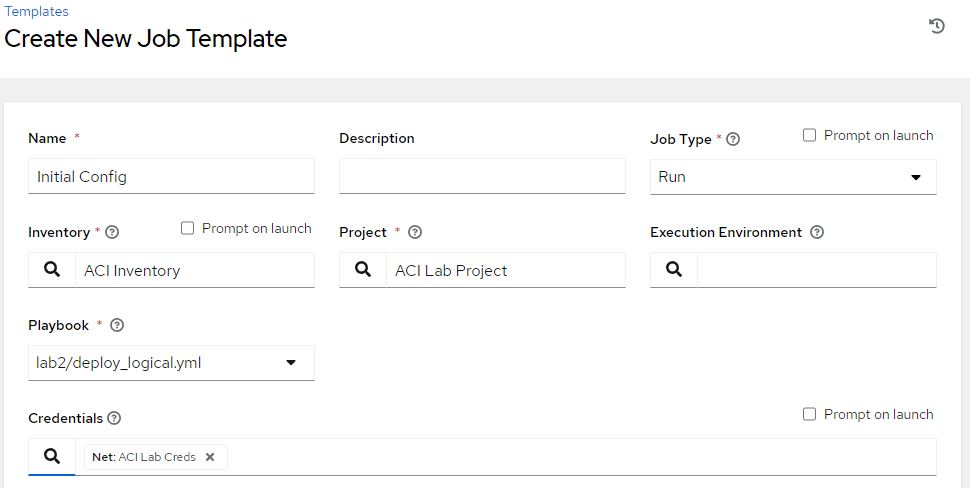 Templates
Create New Job Template
Name *
Description
Job Type * ?
Prompt on launch
Initial Config
Run
Inventory * ?
Prompt on launch
Project * ?
Execution Environment ?
ACI Inventory
ACI Lab Project
Playbook * ?
lab2/deploy_logical.yml
Credentials ?
Prompt on launch
Net: ACI Lab Creds